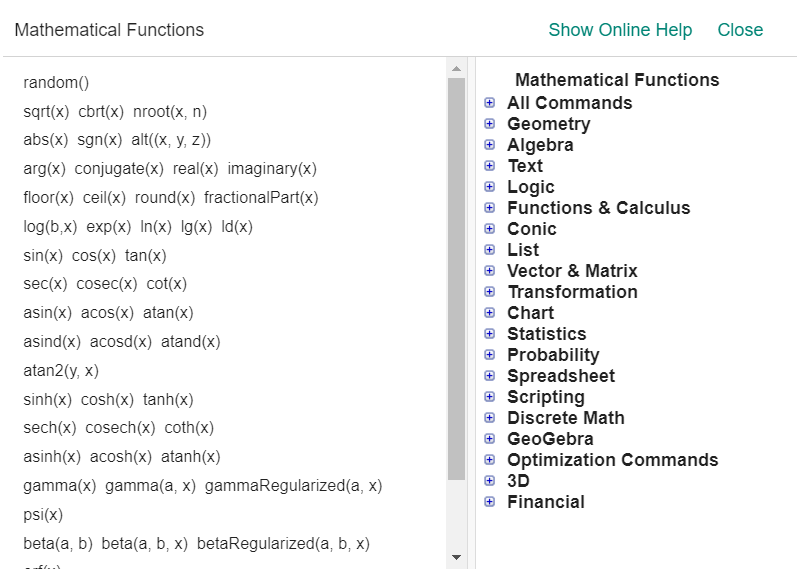 Mathematical Functions
Show Online Help Close
random()
sqrt(x) cbrt(x) nroot(x, n)
abs(x) sgn(x) alt((x, y, z))
arg(x) conjugate(x) real(x) imaginary(x)
floor(x) ceil(x) round(x) fractionalPart(x)
log(b,x) exp(x) ln(x) lg(x) ld(x)
sin(x) cos(x) tan(x)
sec(x) cosec(x) cot(x)
asin(x) acos(x) atan(x)
asind(x) acosd(x) atand(x)
atan2(y, x)
sinh(x) cosh(x) tanh(x)
sech(x) cosech(x) coth(x)
asinh(x) acosh(x) atanh(x)
gamma(x) gamma(a, x) gammaRegularized(a, x)
psi(x)
beta(a, b) beta(a, b, x) betaRegularized(a, b, x)
Mathematical Functions
All Commands
Geometry
Algebra
Text
Logic
Functions & Calculus
Conic
List
Vector & Matrix
Transformation
Chart
Statistics
Probability
Spreadsheet
Scripting
Discrete Math
GeoGebra
Optimization Commands
3D
Financial